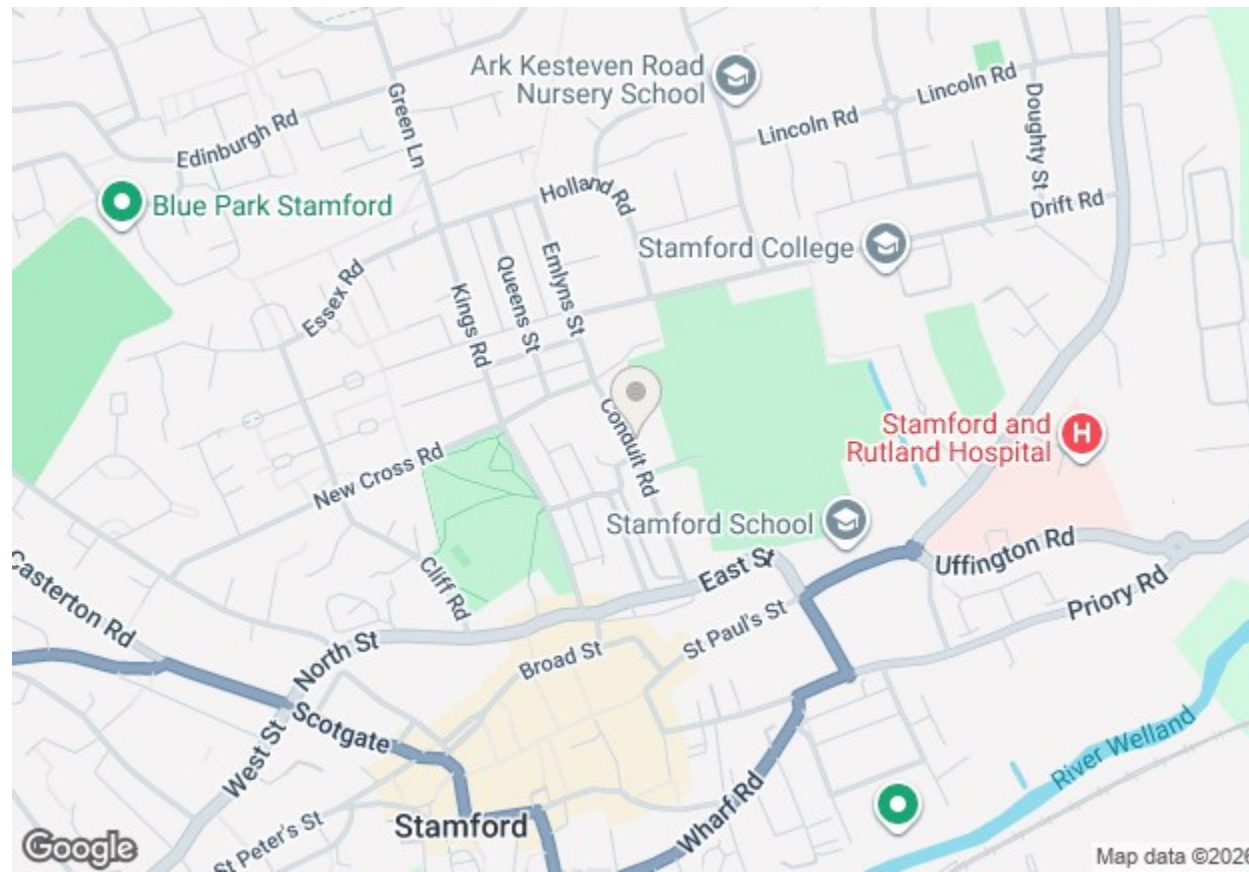 Ark Kesteven Road
Nursery School
Lincoln Rd
Lincoln Rd
Green Ln
Doughty St
Edinburgh Rd
Blue Park Stamford
Holland Rd
Drift Rd
Stamford College
Emlyns St
Queens St
Essex Rd
Kings Rd
Conduit Rd
Stamford and
Rutland Hospital
H
New Cross Rd
Stamford School
East St
Uffington Rd
Cliff Rd
Priory Rd
casterton Rd
St Paul's St
North St
Broad St
Scotgate
West St
River Welland
Wharf Rd
Stamford
St Peter's St
Google
Map data ©2026